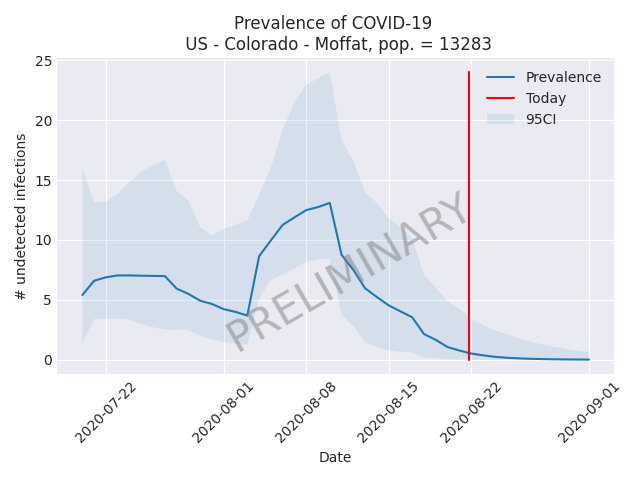 Prevalence of COVID-19
US - Colorado - Moffat, pop. = 13283
25
20
15
10
5
0
# undetected infections
Prevalence
Today
95CI
PRELIMINARY
2020-07-22
2020-08-01
2020-08-08
2020-08-15
2020-08-22
2020-09-01
Date